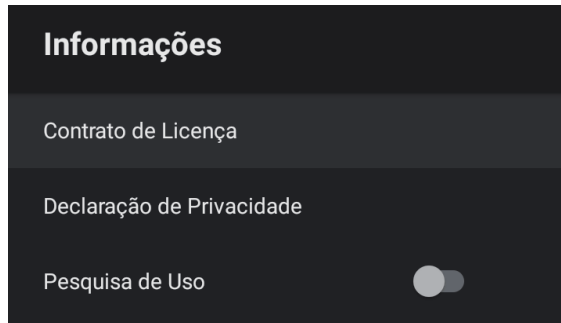 Informações
Contrato de Licença
Declaração de Privacidade
Pesquisa de Uso